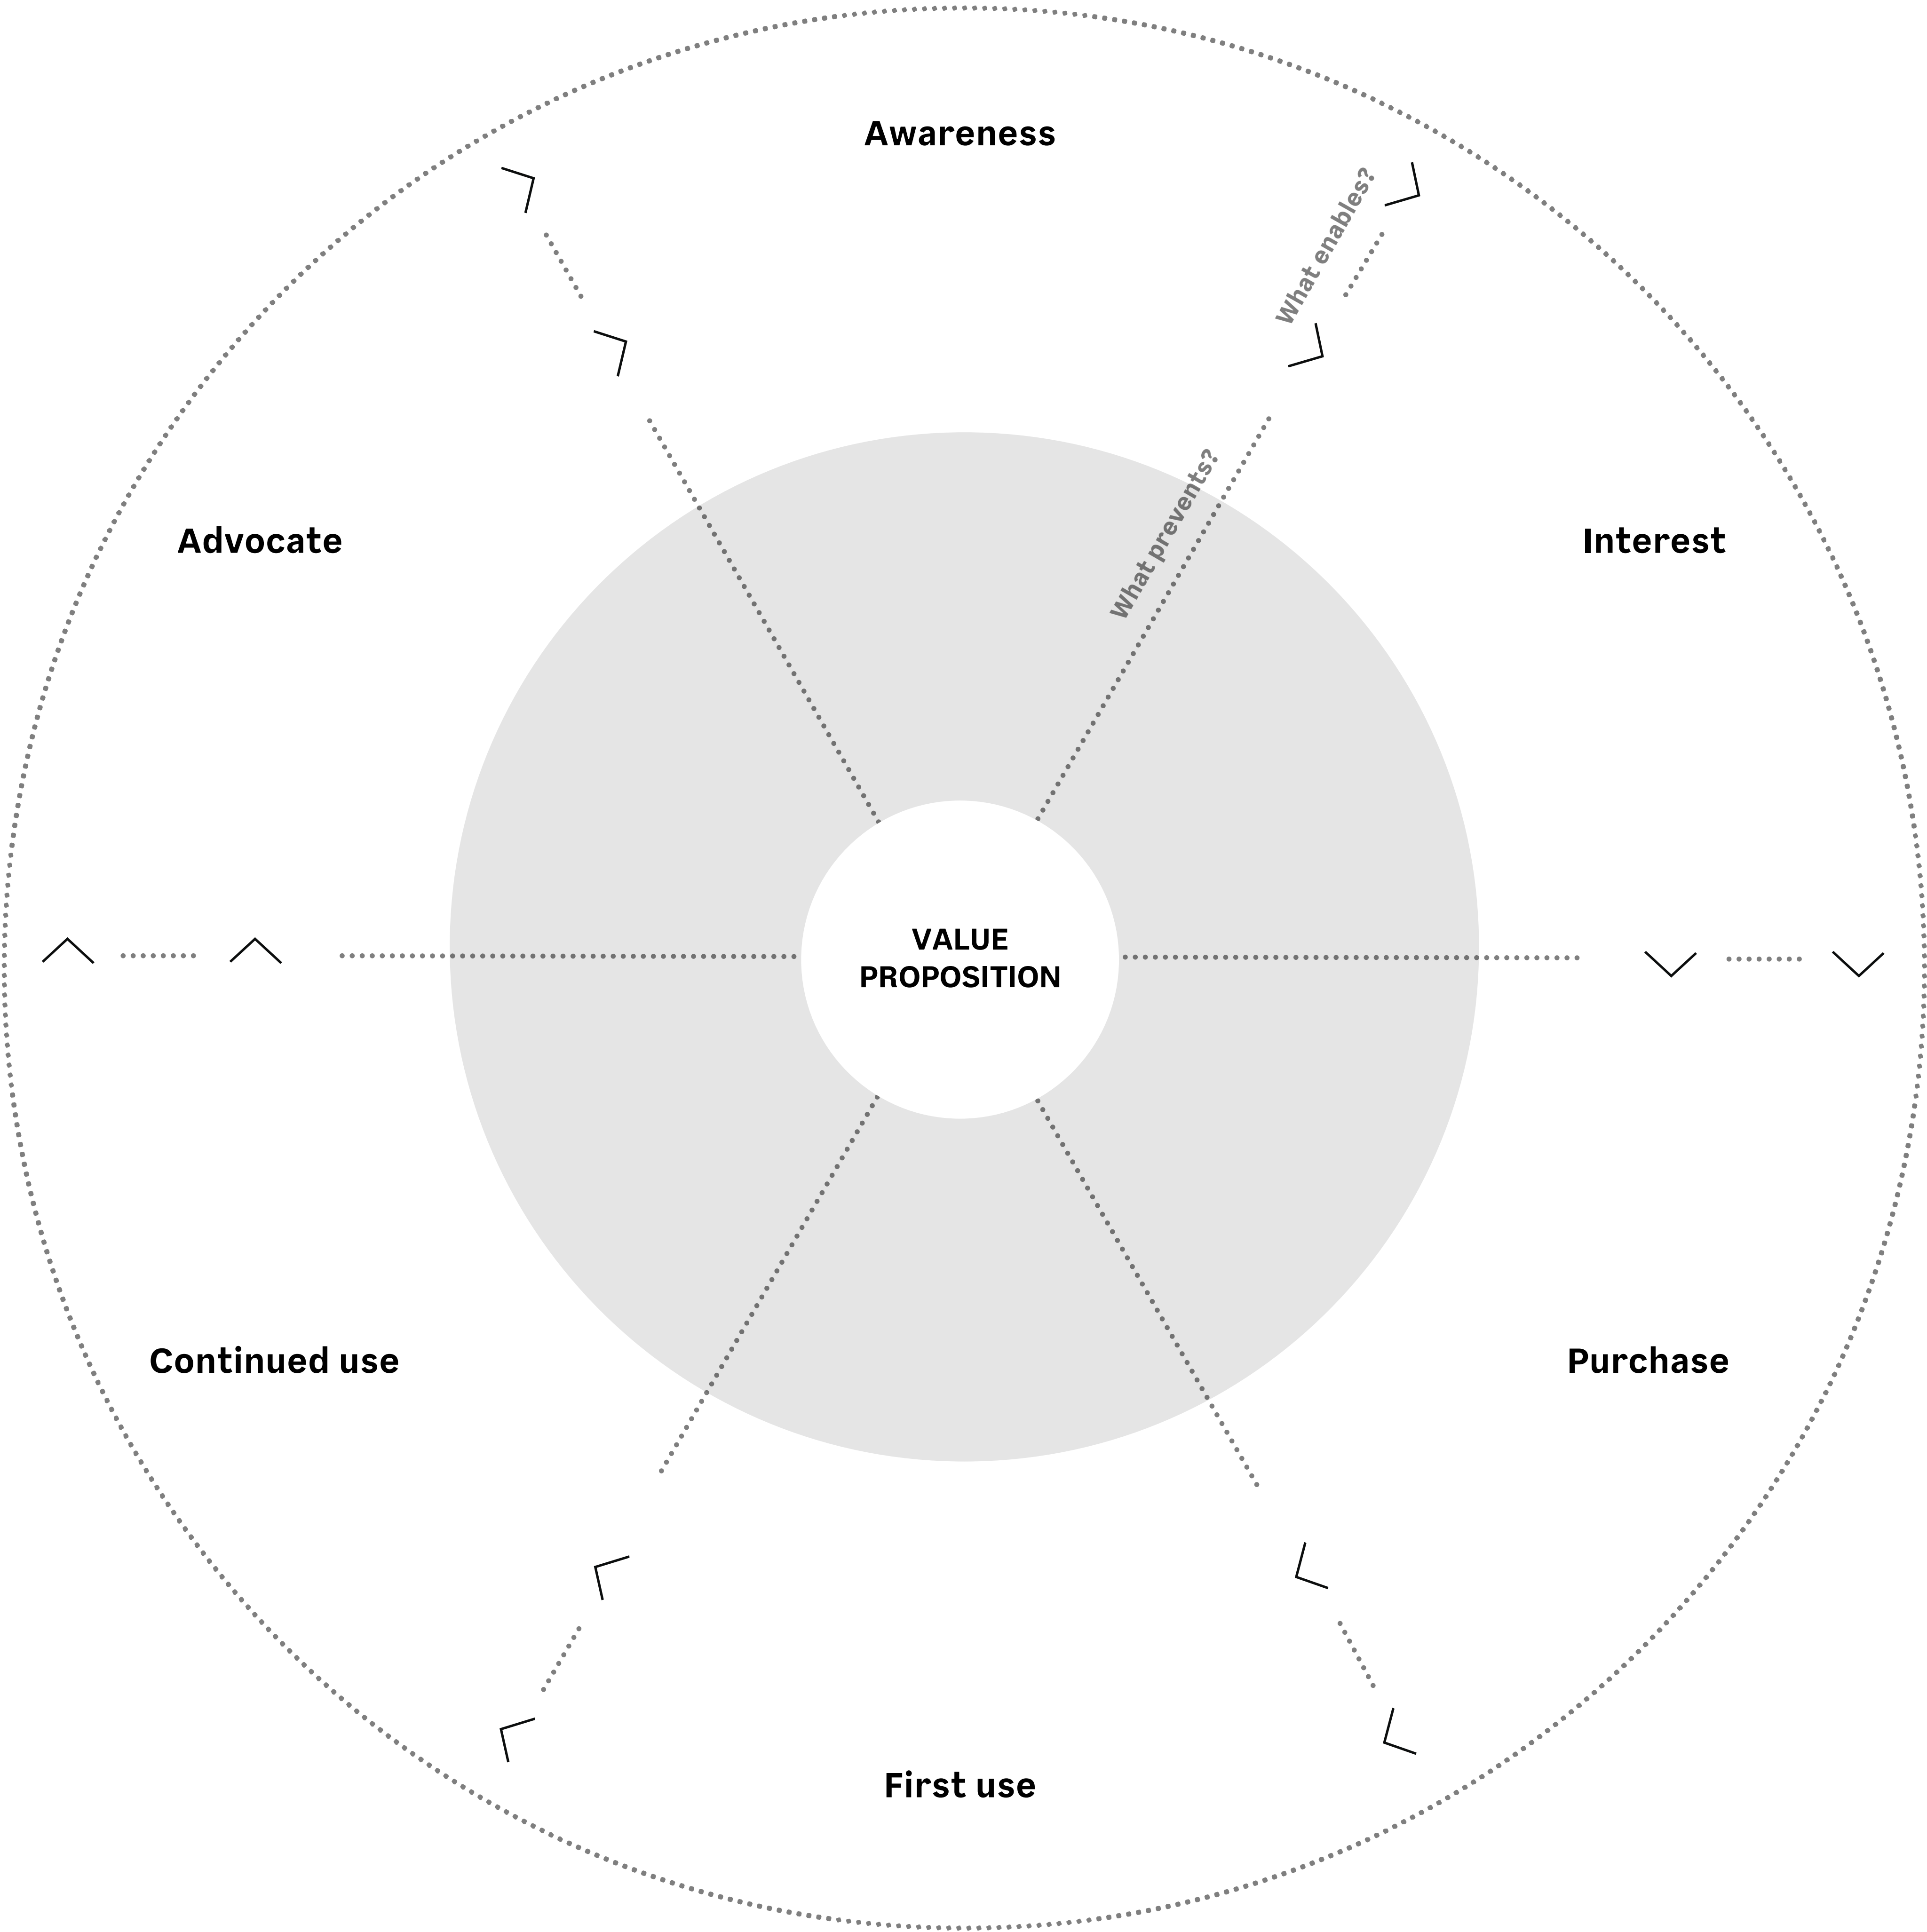 Awareness
What enables?
What prevents?
Advocate
Interest
VALUE
PROPOSITION
Continued use
Purchase
First use